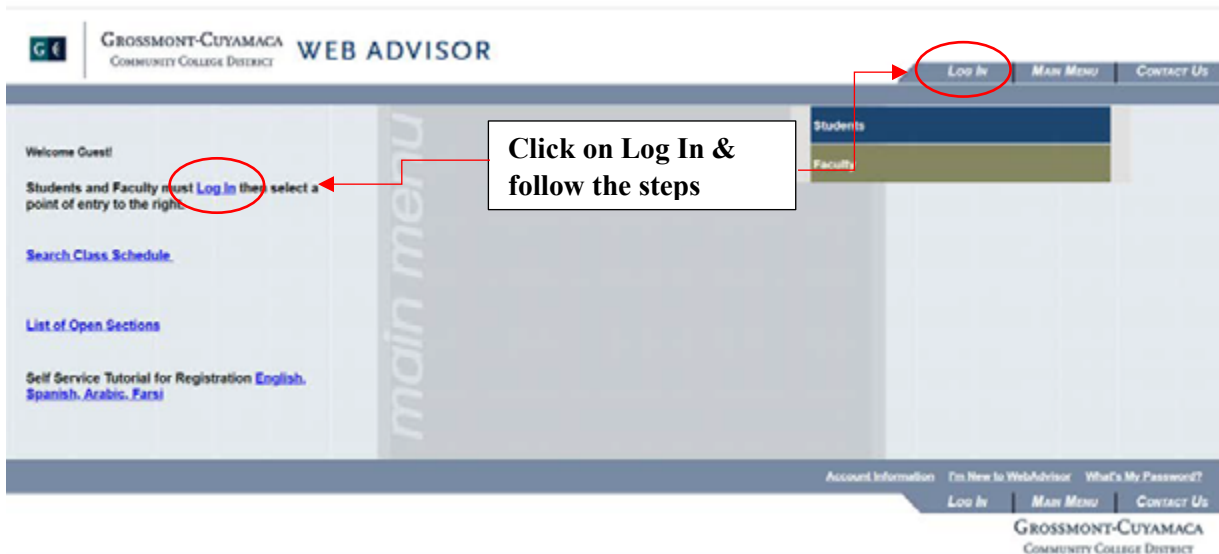 GROSSMONT-CUYAMACA
COMMUNITY COLLEGE DISTRICT
WEB ADVISOR
LOG IN MAIN MENU CONTACT US
Welcome Guest!
Students and Faculty must Log In then select a
point of entry to the right.
Search Class Schedule
List of Open Sections
Self Service Tutorial for Registration English,
Spanish, Arabic, Farsi
main menu
Click on Log In &
follow the steps
Students
Faculty
Account Information I'm New to WebAdvisor What's My Password?
LOG IN MAIN MENU CONTACT US
GROSSMONT-CUYAMACA
COMMUNITY COLLEGE DISTRICT